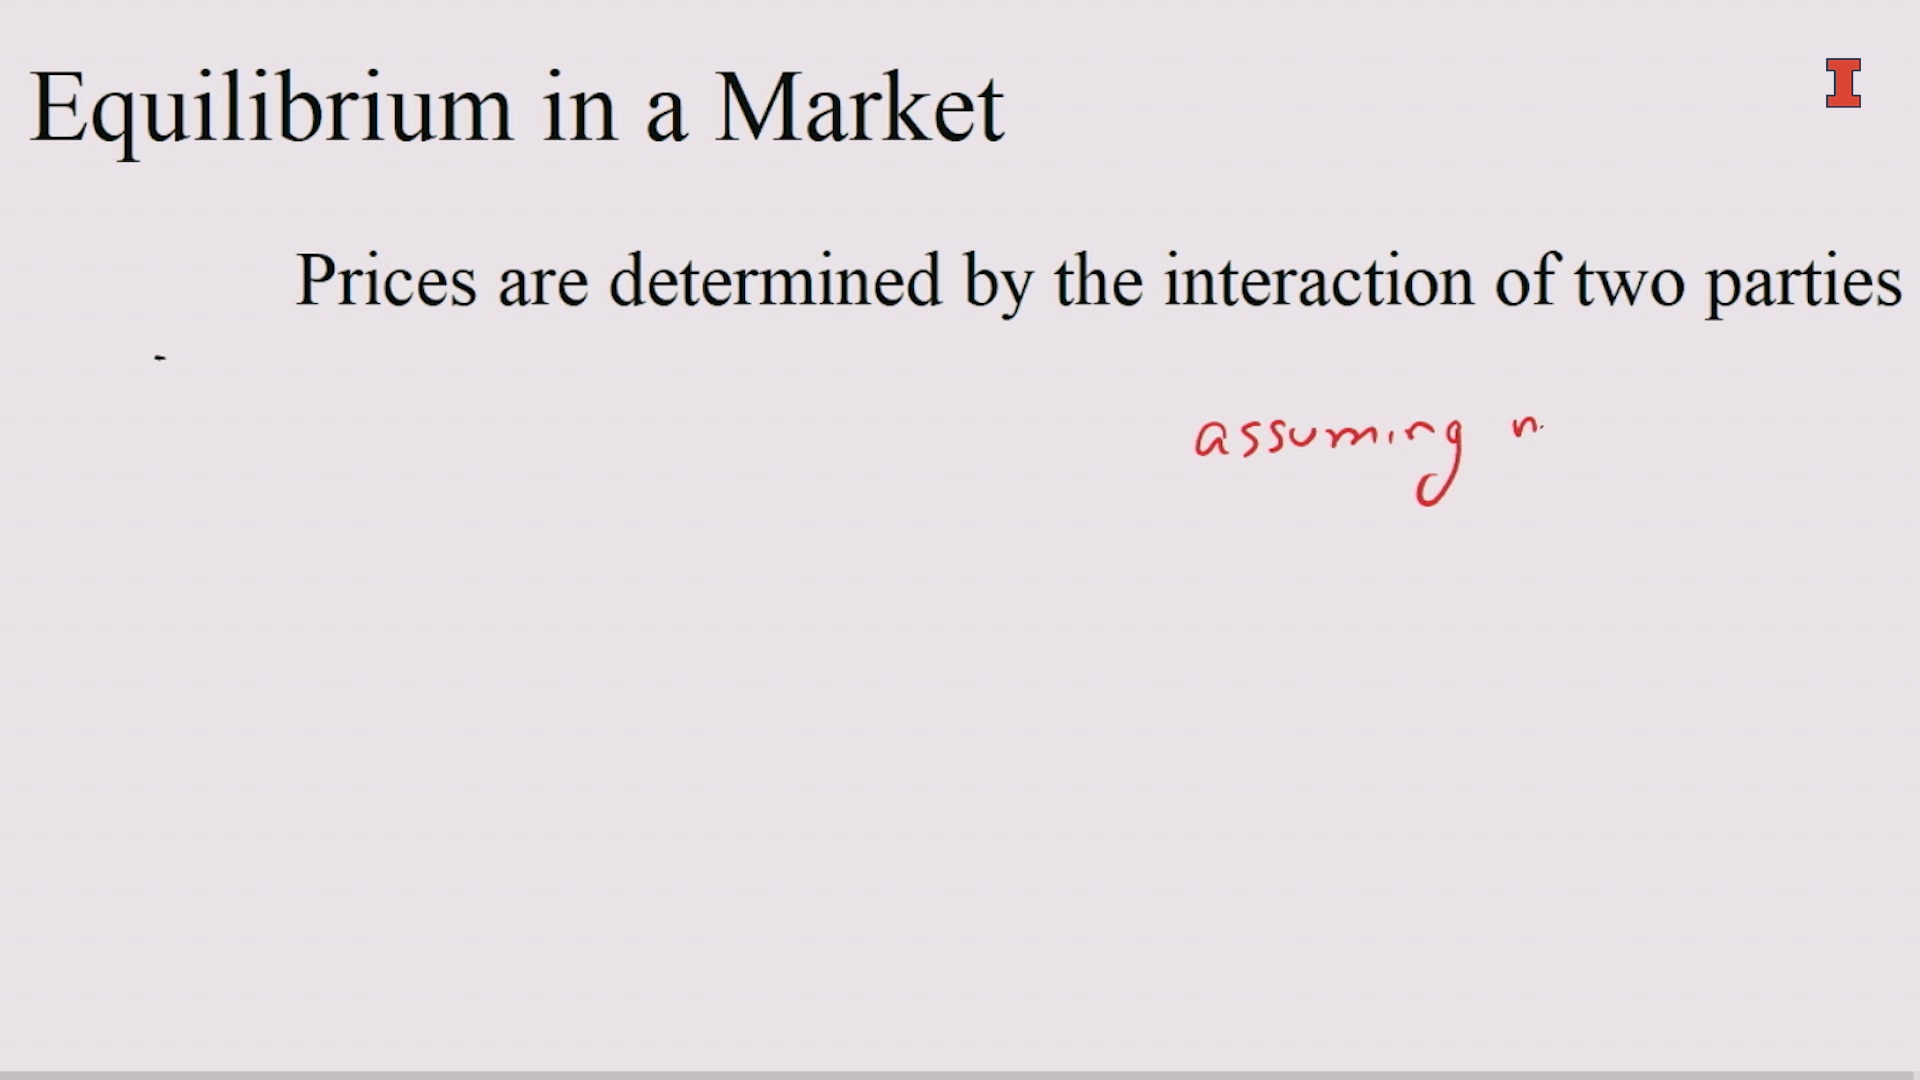 Equilibrium in a Market
I
Prices are determined by the interaction of two parties
assuming n